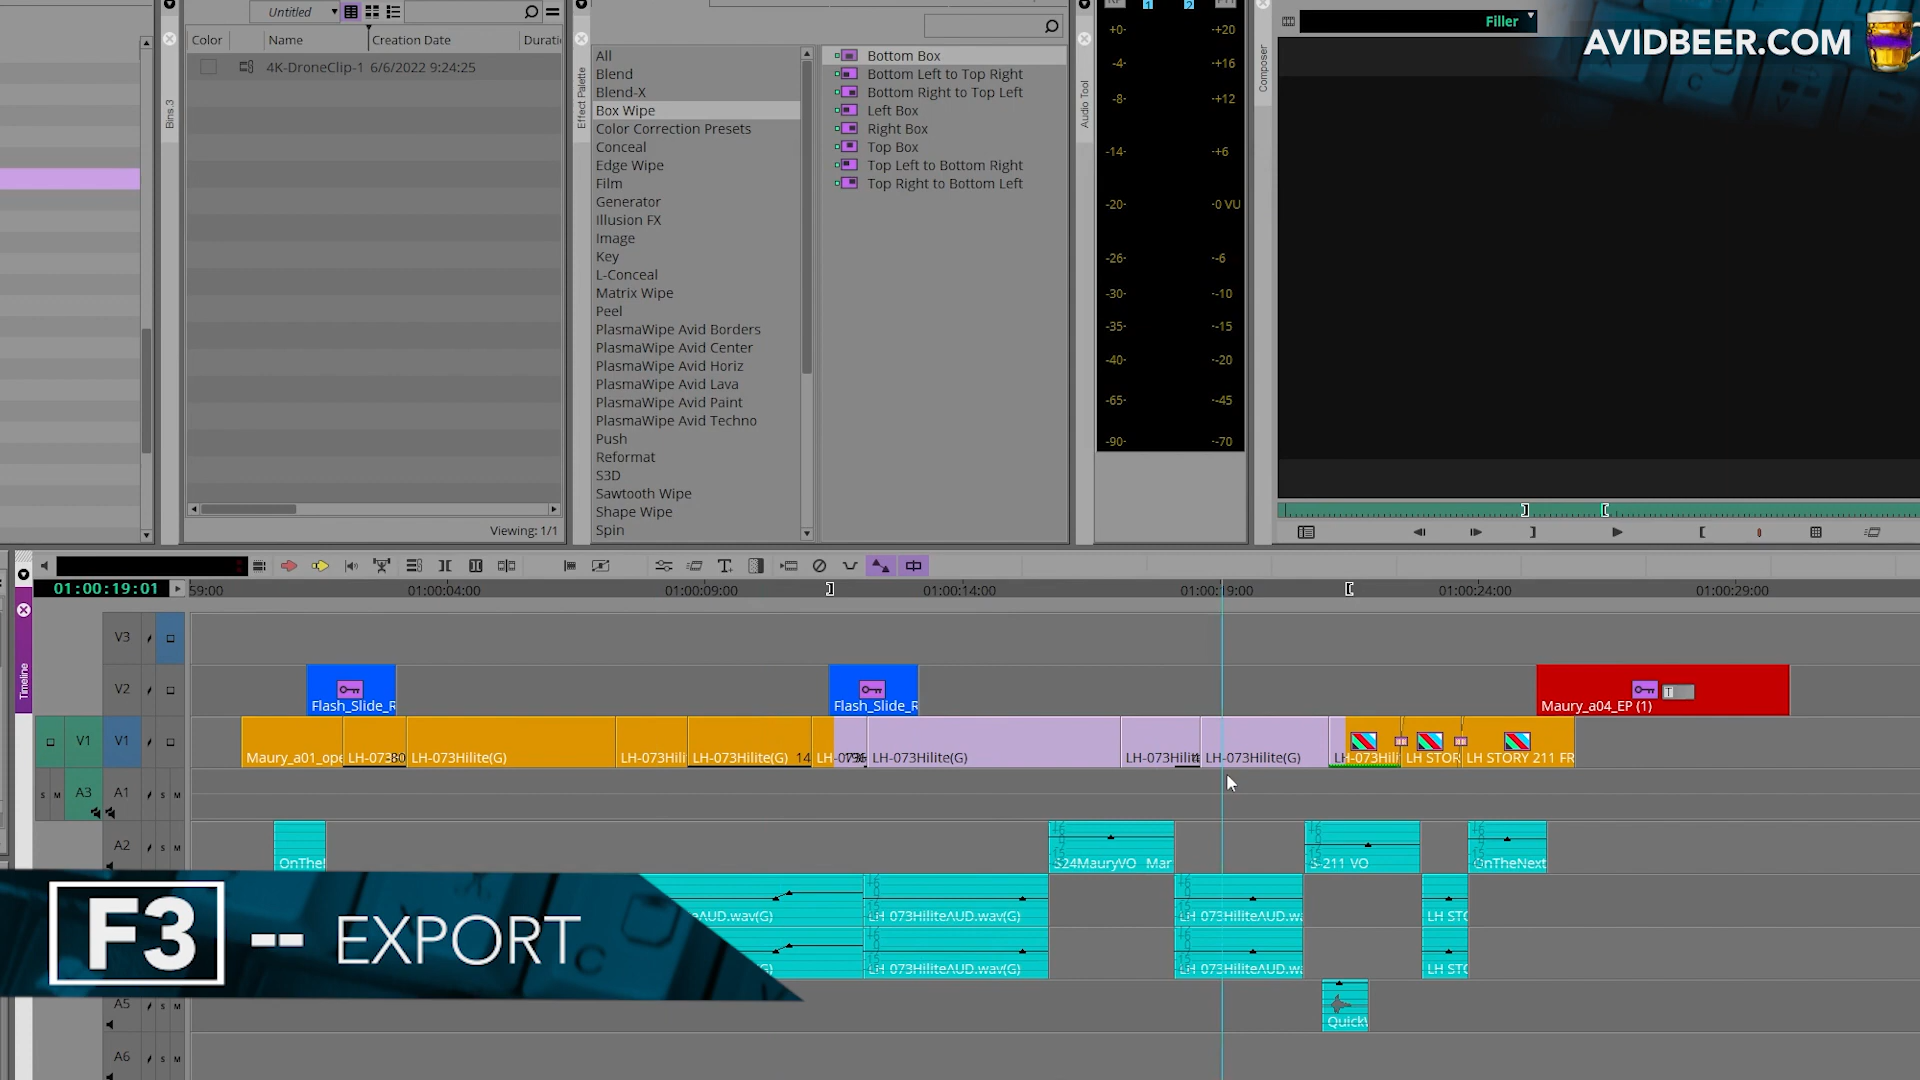 Untitled
Filler
AVIDBEER.COM
Color Name Creation Date Durati
4K-DroneClip-1 6/6/2022 9:24:25
Viewing: 1/1
Bins:3
Effect Palette
All
Blend
Blend-X
Box Wipe
Color Correction Presets
Conceal
Edge Wipe
Film
Generator
Illusion FX
Image
Key
L-Conceal
Matrix Wipe
Peel
PlasmaWipe Avid Borders
PlasmaWipe Avid Center
PlasmaWipe Avid Horiz
PlasmaWipe Avid Lava
PlasmaWipe Avid Paint
PlasmaWipe Avid Techno
Push
Reformat
S3D
Sawtooth Wipe
Shape Wipe
Spin
Bottom Box
Bottom Left to Top Right
Bottom Right to Top Left
Left Box
Right Box
Top Box
Top Left to Bottom Right
Top Right to Bottom Left
Audio Tool
1 2
+0- -+20
-4- -+16
-8- -+12
-14- -+6
-20- -0 VU
-26- --6
-30- --10
-35- --15
-40- --20
-65- --45
-90- --70
Composer
01:00:19:01
59:00 01:00:04:00 01:00:09:00 01:00:14:00 01:00:19:00 01:00:24:00 01:00:29:00
Timeline
V3
V2
Flash_Slide_R Flash_Slide_R Maury_a04_EP (1)
V1 V1
Maury_a01_ope LH-073 80 LH-073Hilite(G) LH-073Hili LH-073Hilite(G) 14 LH-073Hilite(G) LH-073Hilit LH-073Hilite(G) LH-073Hili LH STOR LH STORY 211 FR
S M A3 A1 S M
A2 S M
OnTheI S24MauryVO Mar S-211 VO OnTheNext
AUD.wav(G) LH 073HiliteAUD.wav(G) LH 073HiliteAUD.wa LH STO
G) LH 073HiliteAUD.wav(G) LH 073HiliteAUD.wa LH STO
A5 S M
QuickV
A6 S M
F3 -- EXPORT